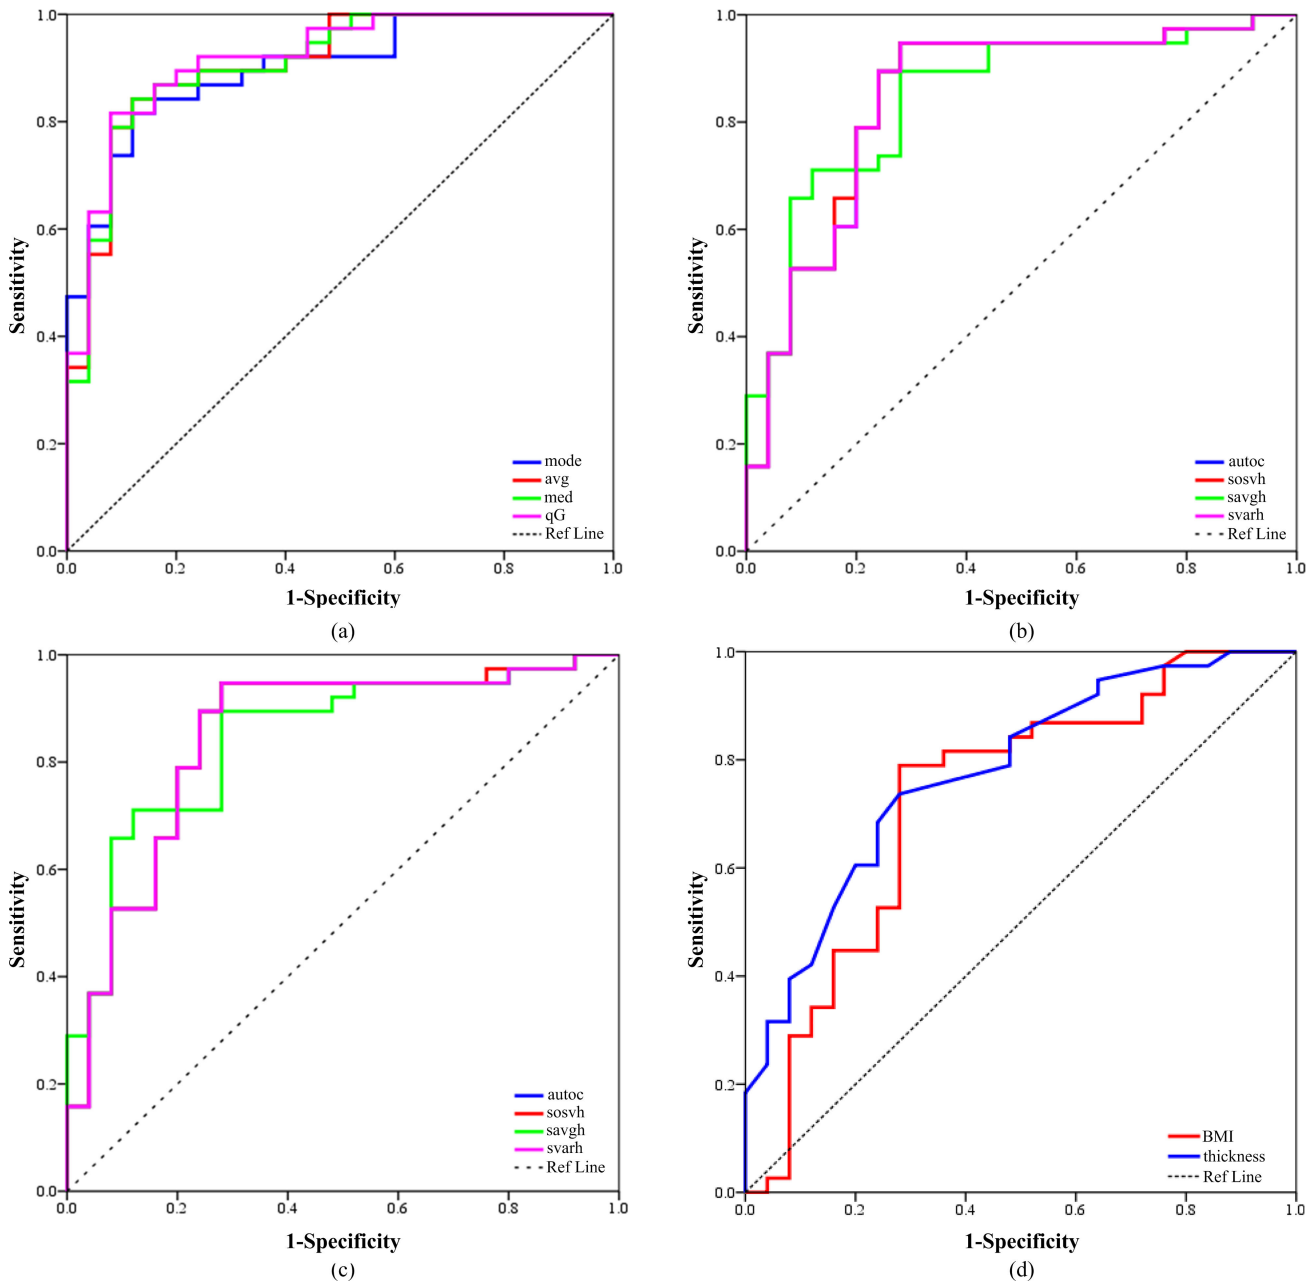 1.0
0.8
0.6
0.4
0.2
0.0
Sensitivity
mode
avg
med
qG
Ref Line
0.0 0.2 0.4 0.6 0.8 1.0
1-Specificity
(a)
1.0
0.8
0.6
0.4
0.2
0.0
Sensitivity
autoc
sosvh
savgh
svarh
Ref Line
0.0 0.2 0.4 0.6 0.8 1.0
1-Specificity
(b)
1.0
0.8
0.6
0.4
0.2
0.0
Sensitivity
autoc
sosvh
savgh
svarh
Ref Line
0.0 0.2 0.4 0.6 0.8 1.0
1-Specificity
(c)
1.0
0.8
0.6
0.4
0.2
0.0
Sensitivity
BMI
thickness
Ref Line
0.0 0.2 0.4 0.6 0.8 1.0
1-Specificity
(d)